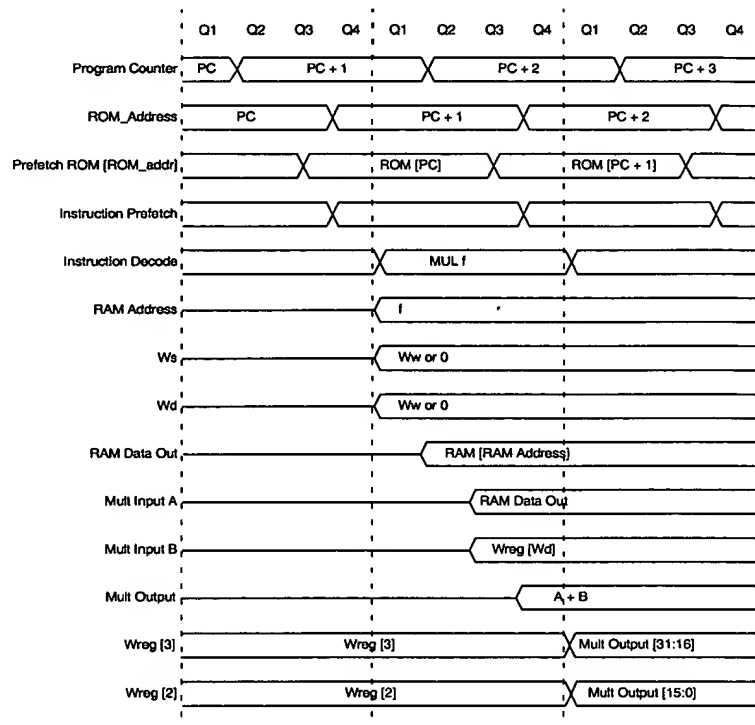 Q1 Q2 Q3 Q4 Q1 Q2 Q3 Q4 Q1 Q2 Q3 Q4
Program Counter PC PC + 1 PC + 2 PC + 3
ROM_Address PC PC + 1 PC + 2
Prefetch ROM [ROM_addr] ROM [PC] ROM [PC + 1]
Instruction Prefetch
Instruction Decode MUL f
RAM Address f
Ws Ww or 0
Wd Ww or 0
RAM Data Out RAM [RAM Address]
Mult Input A RAM Data Out
Mult Input B Wreg [Wd]
Mult Output A + B
Wreg [3] Wreg [3] Mult Output [31:16]
Wreg [2] Wreg [2] Mult Output [15:0]